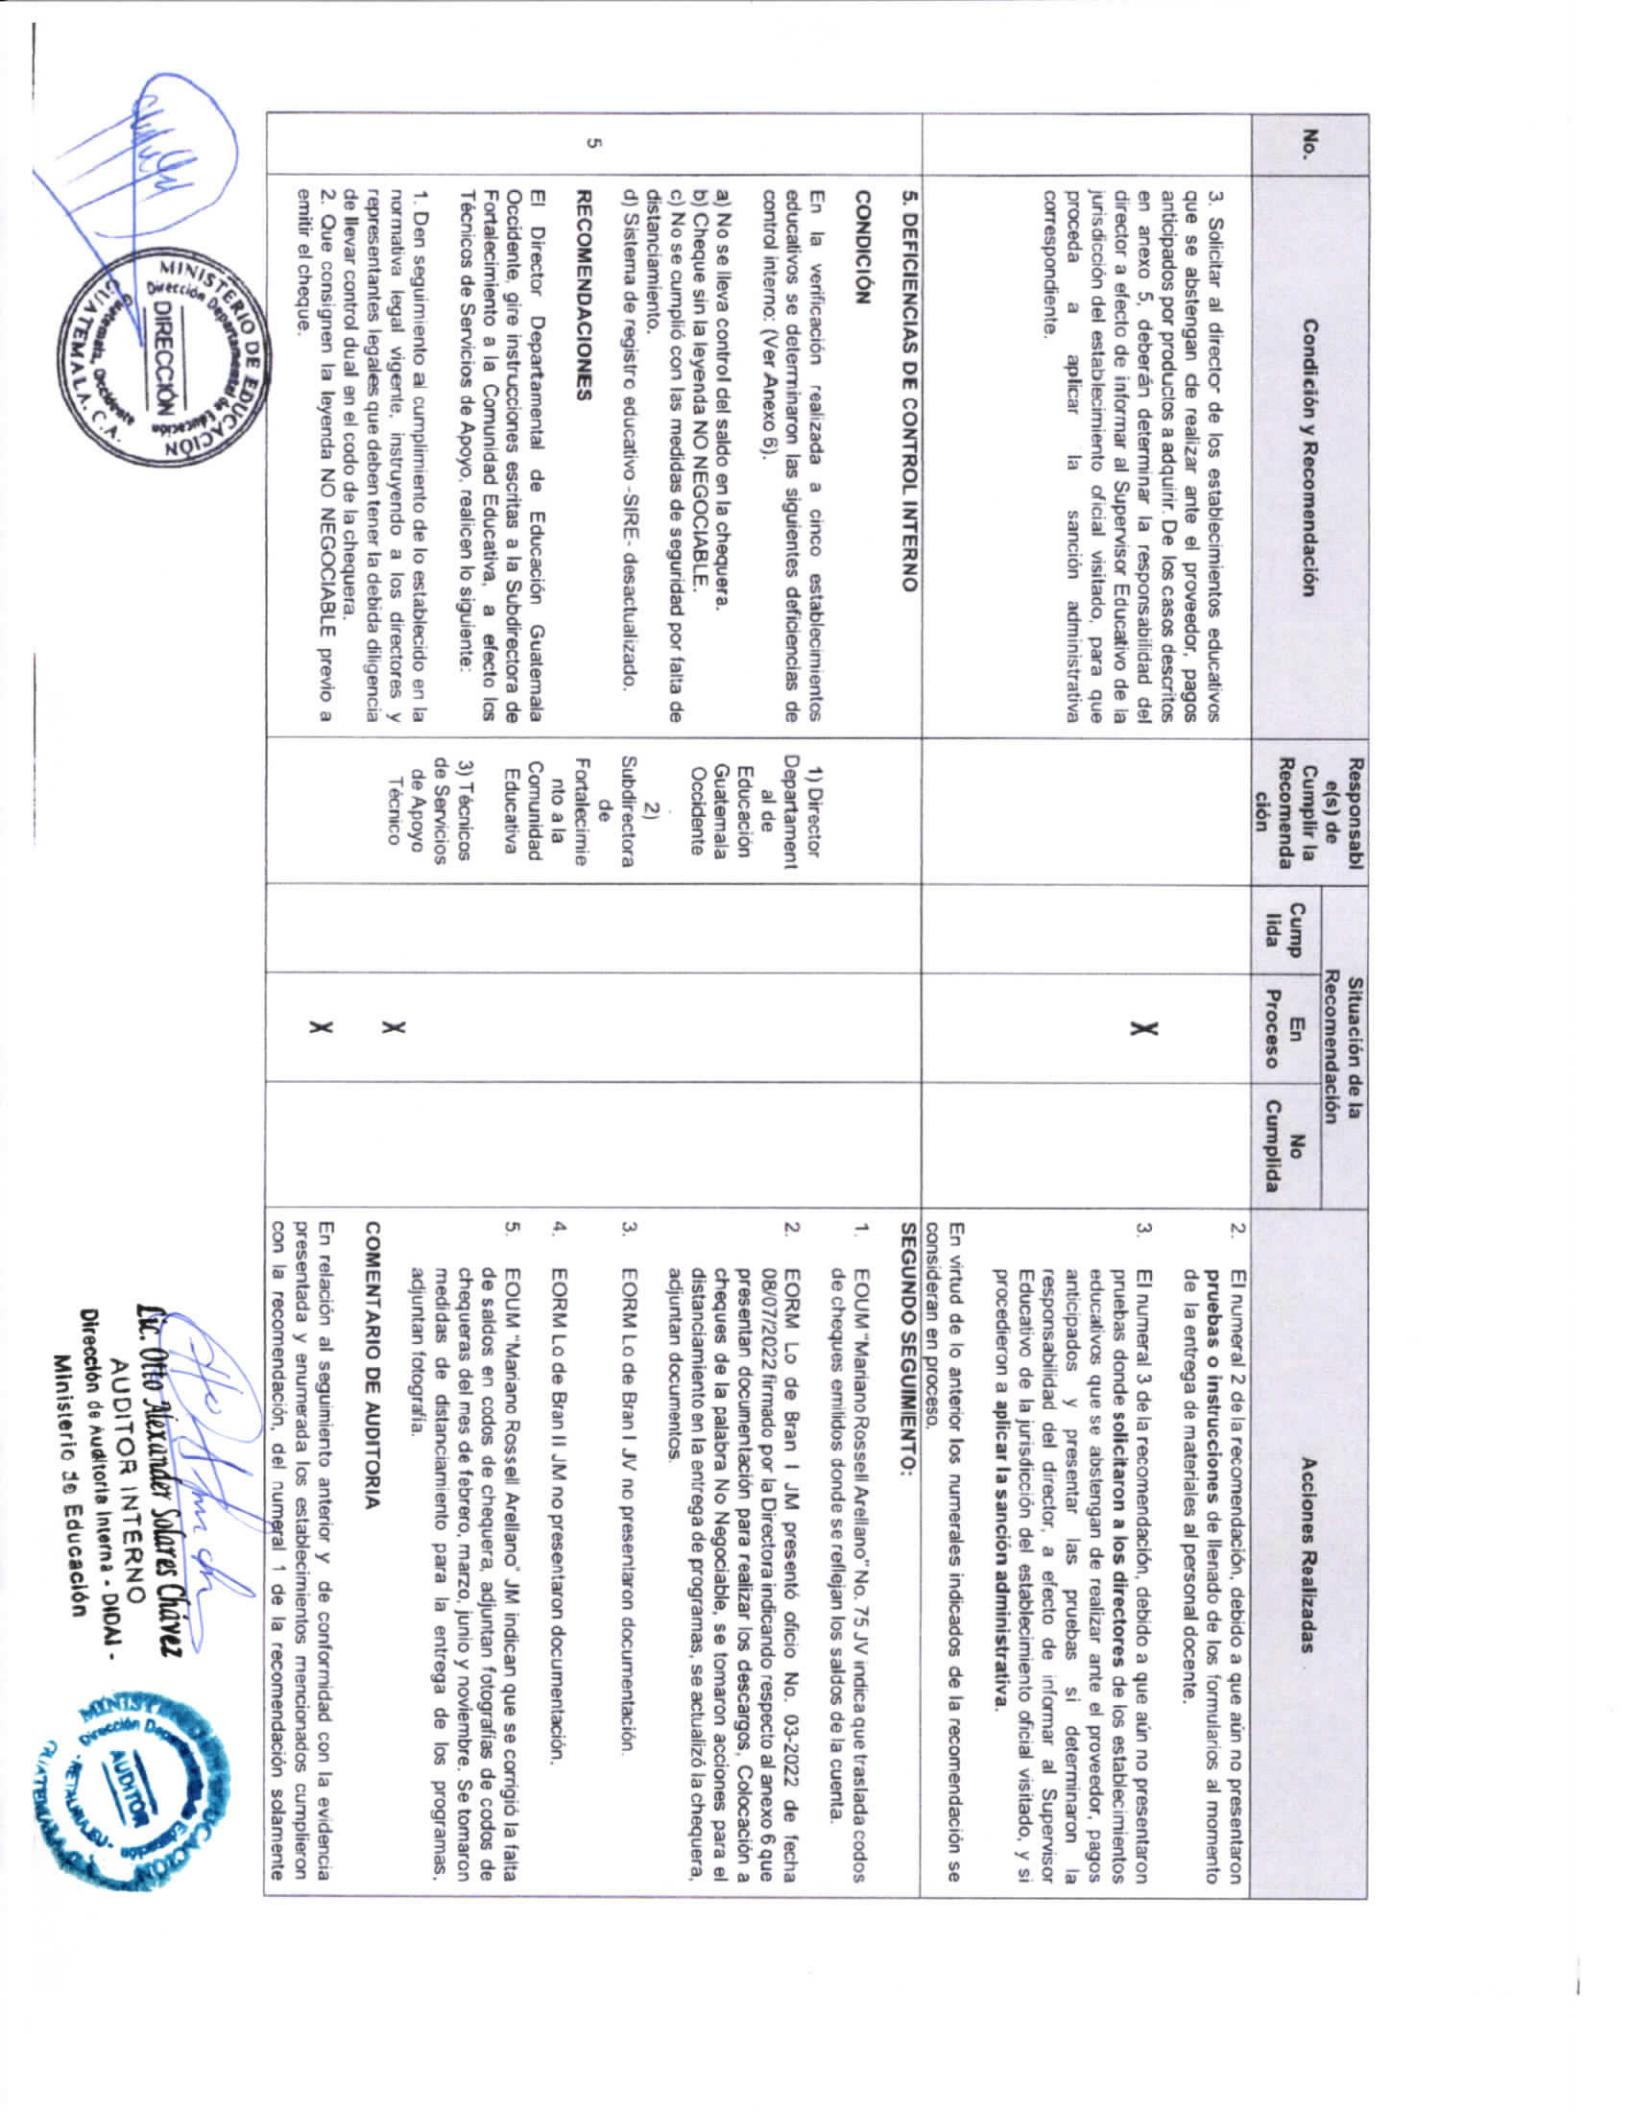 No.
Condición y Recomendación
Responsabl
e(s) de
Cumplir la
Recomenda
ción
Situación de la
Recomendación
Cump
lida
En
Proceso
No
Cumplida
Acciones Realizadas
3. Solicitar al director de los establecimientos educativos
que se abstengan de realizar ante el proveedor, pagos
anticipados por productos a adquirir. De los casos descritos
en anexo 5, deberán determinar la responsabilidad del
director a efecto de informar al Supervisor Educativo de la
jurisdicción del establecimiento oficial visitado, para que
proceda a aplicar la sanción administrativa
correspondiente.
X
2. El numeral 2 de la recomendación, debido a que aún no presentaron
pruebas o instrucciones de llenado de los formularios al momento
de la entrega de materiales al personal docente.
3. El numeral 3 de la recomendación, debido a que aún no presentaron
pruebas donde solicitaron a los directores de los establecimientos
educativos que se abstengan de realizar ante el proveedor, pagos
anticipados y presentar las pruebas si determinaron la
responsabilidad del director, a efecto de informar al Supervisor
Educativo de la jurisdicción del establecimiento oficial visitado, y si
procedieron a aplicar la sanción administrativa.
En virtud de lo anterior los numerales indicados de la recomendación se
consideran en proceso.
5
5. DEFICIENCIAS DE CONTROL INTERNO
CONDICIÓN
En la verificación realizada a cinco establecimientos
educativos se determinaron las siguientes deficiencias de
control interno: (Ver Anexo 6).
a) No se lleva control del saldo en la chequera.
b) Cheque sin la leyenda NO NEGOCIABLE.
c) No se cumplió con las medidas de seguridad por falta de
distanciamiento.
d) Sistema de registro educativo -SIRE- desactualizado.
RECOMENDACIONES
El Director Departamental de Educación Guatemala
Occidente, gire instrucciones escritas a la Subdirectora de
Fortalecimiento a la Comunidad Educativa, a efecto los
Técnicos de Servicios de Apoyo, realicen lo siguiente:
1. Den seguimiento al cumplimiento de lo establecido en la
normativa legal vigente, instruyendo a los directores y
representantes legales que deben tener la debida diligencia
de llevar control dual en el codo de la chequera.
2. Que consignen la leyenda NO NEGOCIABLE previo a
emitir el cheque.
1) Director
Departament
al de
Educación
Guatemala
Occidente
2)
Subdirectora
de
Fortalecimie
nto a la
Comunidad
Educativa
3) Técnicos
de Servicios
de Apoyo
Técnico
X
X
SEGUNDO SEGUIMIENTO:
1. EOUM "Mariano Rossell Arellano" No. 75 JV indica que traslada codos
de cheques emitidos donde se reflejan los saldos de la cuenta.
2. EORM Lo de Bran I JM presentó oficio No. 03-2022 de fecha
08/07/2022 firmado por la Directora indicando respecto al anexo 6 que
presentan documentación para realizar los descargos, Colocación a
cheques de la palabra No Negociable, se tomaron acciones para el
distanciamiento en la entrega de programas, se actualizó la chequera,
adjuntan documentos.
3. EORM Lo de Bran I JV no presentaron documentación.
4. EORM Lo de Bran II JM no presentaron documentación.
5. EOUM "Mariano Rossell Arellano" JM indican que se corrigió la falta
de saldos en codos de chequera, adjuntan fotografías de codos de
chequeras del mes de febrero, marzo, junio y noviembre. Se tomaron
medidas de distanciamiento para la entrega de los programas,
adjuntan fotografía.
COMENTARIO DE AUDITORIA
En relación al seguimiento anterior y de conformidad con la evidencia
presentada y enumerada los establecimientos mencionados cumplieron
con la recomendación, del numeral 1 de la recomendación solamente
MINISTERIO DE EDUCACIÓN
Dirección Departamental de Educación
DIRECCIÓN
Guatemala, Occidente
GUATEMALA, C.A.
Lic. Otto Alexander Solares Chávez
AUDITOR INTERNO
Dirección de Auditoría Interna - DIDAI -
Ministerio de Educación
MINISTERIO DE EDUCACIÓN
AUDITOR